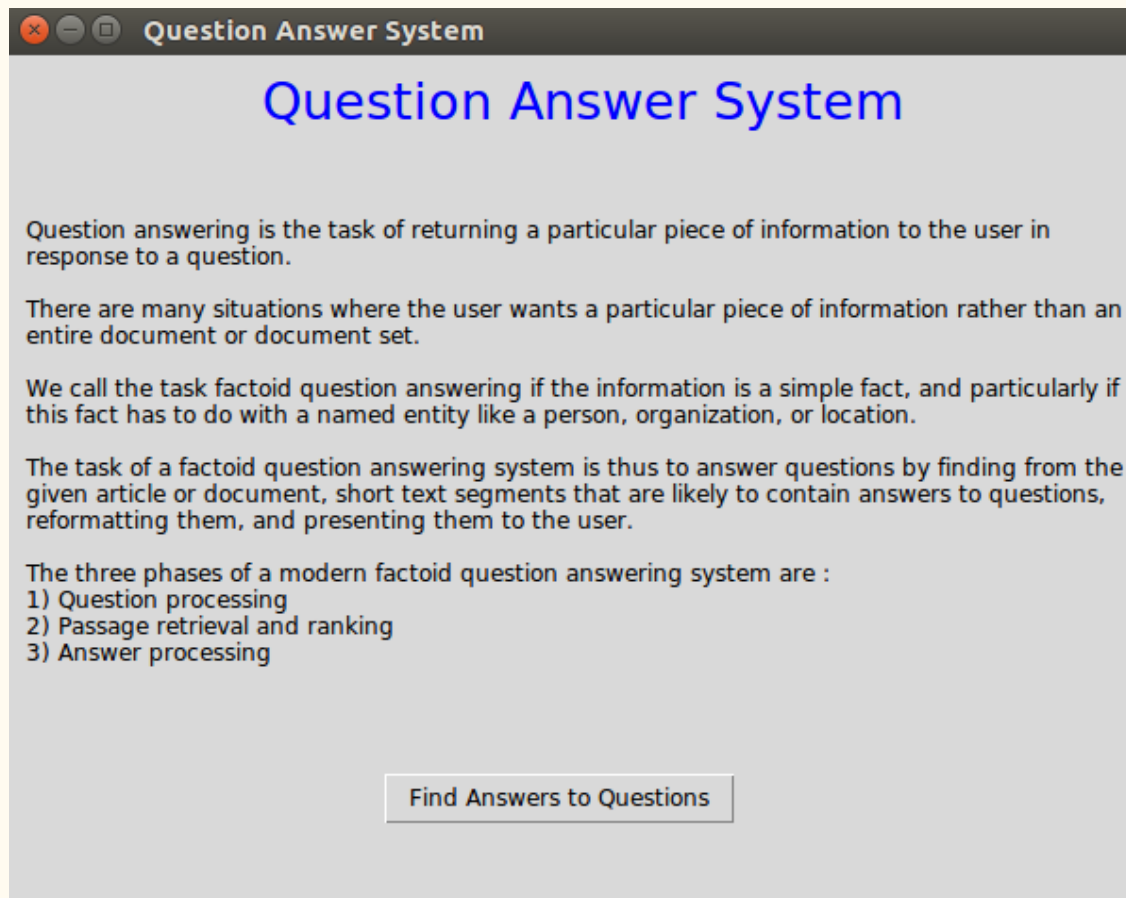 Question Answer System
Question Answer System
Question answering is the task of returning a particular piece of information to the user in
response to a question.
There are many situations where the user wants a particular piece of information rather than an
entire document or document set.
We call the task factoid question answering if the information is a simple fact, and particularly if
this fact has to do with a named entity like a person, organization, or location.
The task of a factoid question answering system is thus to answer questions by finding from the
given article or document, short text segments that are likely to contain answers to questions,
reformatting them, and presenting them to the user.
The three phases of a modern factoid question answering system are :
1) Question processing
2) Passage retrieval and ranking
3) Answer processing
Find Answers to Questions